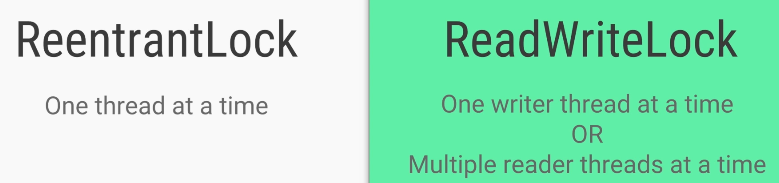 ReentrantLock
One thread at a time
ReadWriteLock
One writer thread at a time
OR
Multiple reader threads at a time